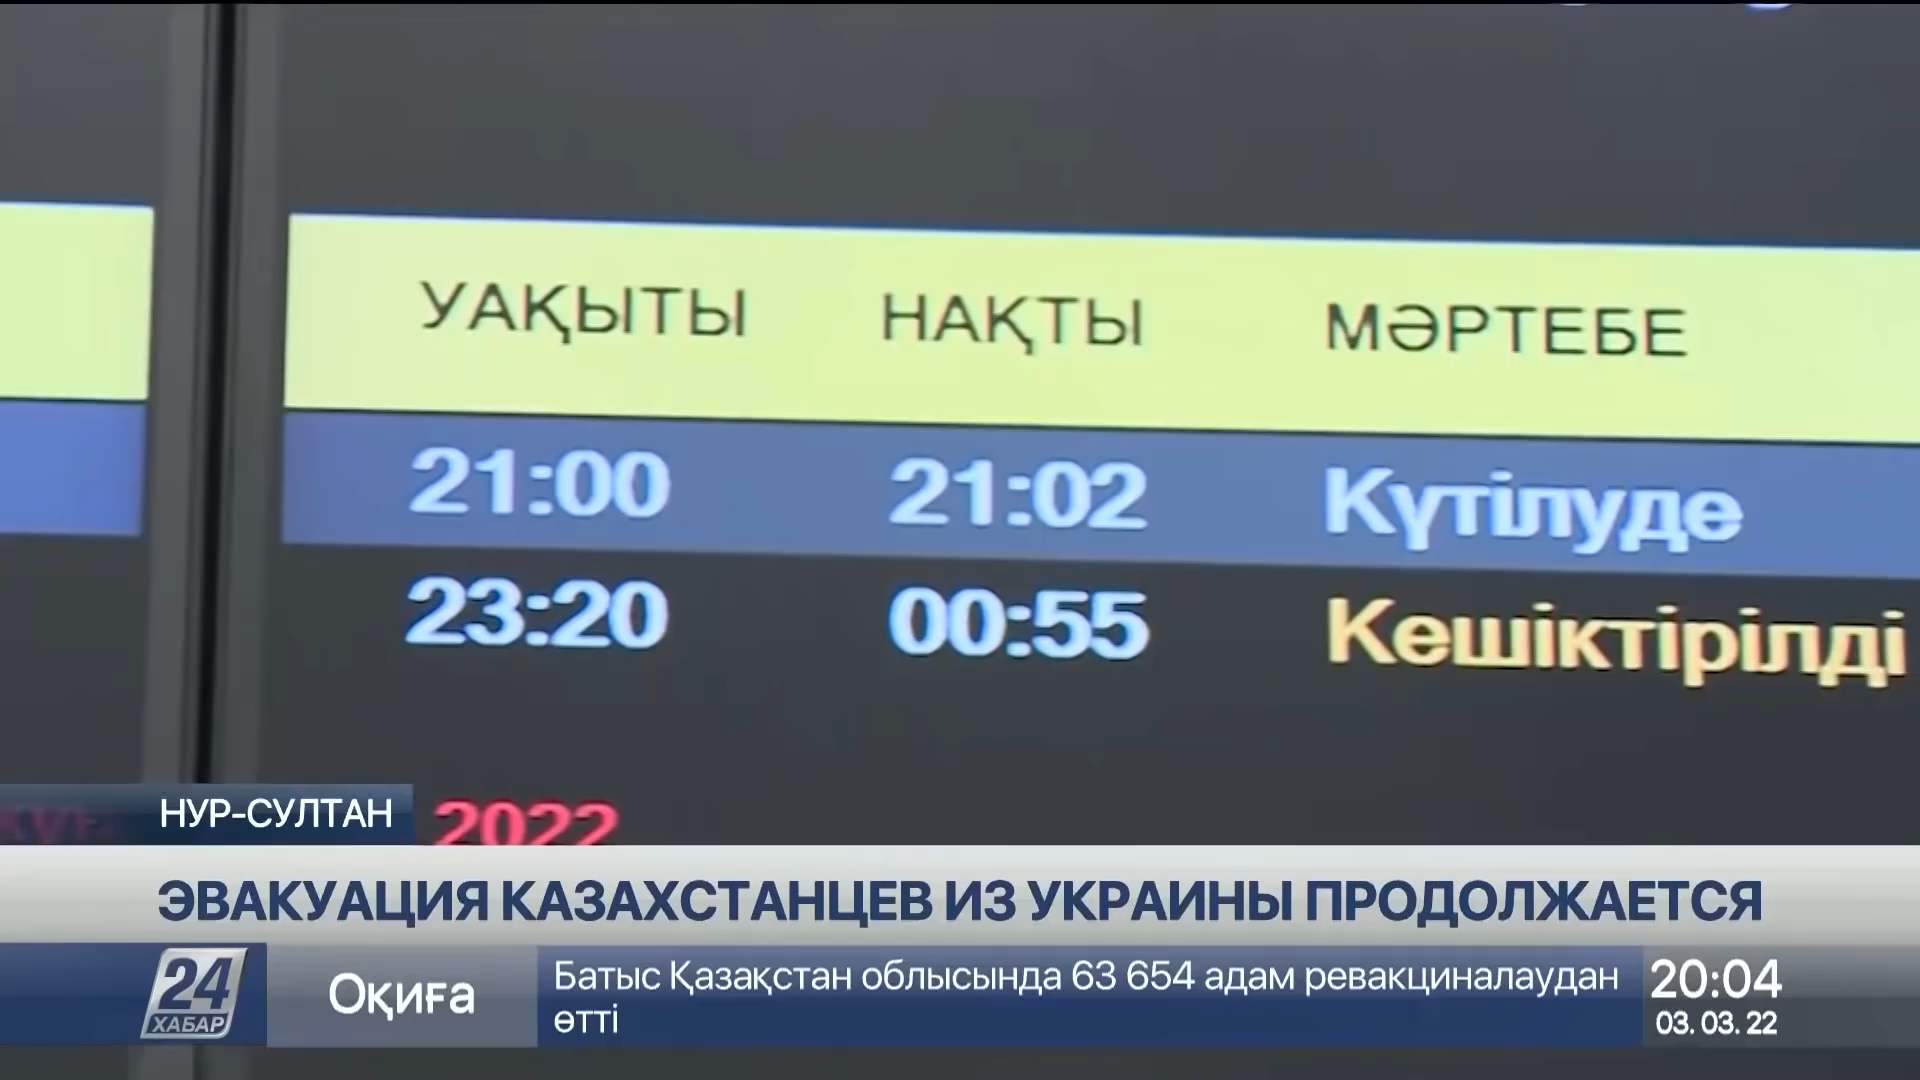 УАҚЫТЫ НАҚТЫ МӘРТЕБЕ
21:00 21:02 Күтілуде
23:20 00:55 Кешіктірілді
НУР-СУЛТАН
2022
ЭВАКУАЦИЯ КАЗАХСТАНЦЕВ ИЗ УКРАИНЫ ПРОДОЛЖАЕТСЯ
24
ХАБАР
Оқиға
Батыс Қазақстан облысында 63 654 адам ревакциналаудан
өтті
20:04
03. 03. 22